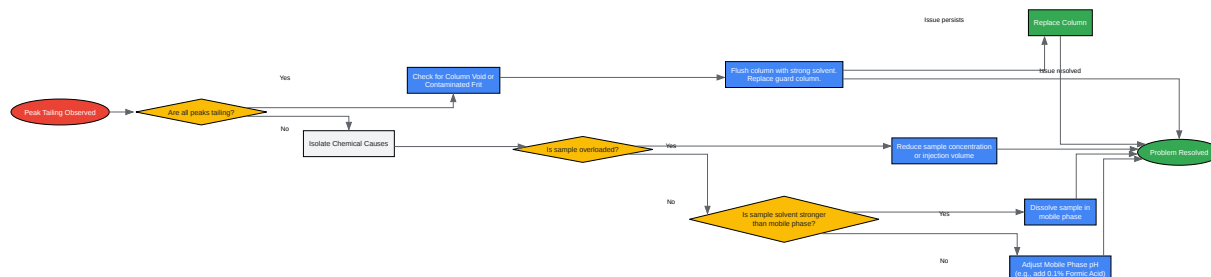 Peak Tailing Observed
Are all peaks tailing?
Yes
No
Check for Column Void or
Contaminated Frit
Isolate Chemical Causes
Flush column with strong solvent.
Replace guard column.
Issue persists
Issue resolved
Replace Column
Is sample overloaded?
Yes
No
Reduce sample concentration
or injection volume
Is sample solvent stronger
than mobile phase?
Yes
No
Dissolve sample in
mobile phase
Adjust Mobile Phase pH
(e.g., add 0.1% Formic Acid)
Problem Resolved